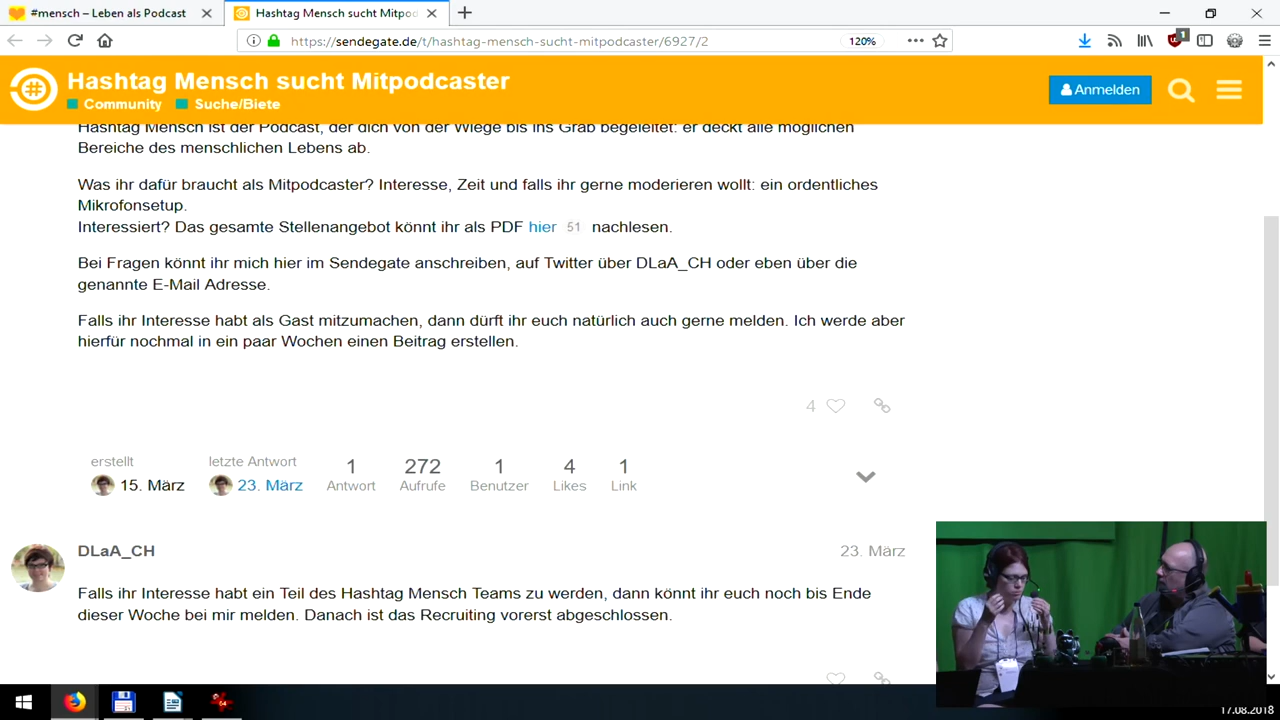 #mensch – Leben als Podcast
Hashtag Mensch sucht Mitpodc
https://sendegate.de/t/hashtag-mensch-sucht-mitpodcaster/6927/2
120%
1
Hashtag Mensch sucht Mitpodcaster
Community Suche/Biete
Anmelden
Hashtag Mensch ist der Podcast, der dich von der Wiege bis ins Grab begeleitet: er deckt alle möglichen
Bereiche des menschlichen Lebens ab.
Was ihr dafür braucht als Mitpodcaster? Interesse, Zeit und falls ihr gerne moderieren wollt: ein ordentliches
Mikrofonsetup.
Interessiert? Das gesamte Stellenangebot könnt ihr als PDF hier 51 nachlesen.
Bei Fragen könnt ihr mich hier im Sendegate anschreiben, auf Twitter über DLaA_CH oder eben über die
genannte E-Mail Adresse.
Falls ihr Interesse habt als Gast mitzumachen, dann dürft ihr euch natürlich auch gerne melden. Ich werde aber
hierfür nochmal in ein paar Wochen einen Beitrag erstellen.
4
erstellt
15. März
letzte Antwort
23. März
1
Antwort
272
Aufrufe
1
Benutzer
4
Likes
1
Link
DLaA_CH
23. März
Falls ihr Interesse habt ein Teil des Hashtag Mensch Teams zu werden, dann könnt ihr euch noch bis Ende
dieser Woche bei mir melden. Danach ist das Recruiting vorerst abgeschlossen.
64
17.08.2018